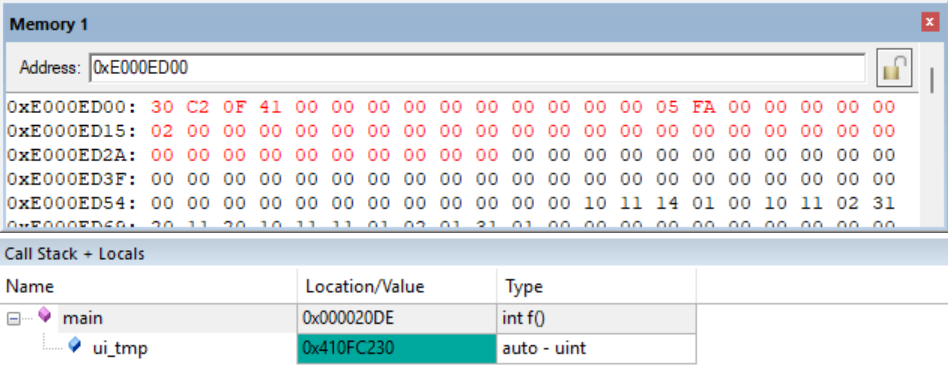 Memory 1
Address: 0xE000ED00
0xE000ED00: 30 C2 0F 41 00 00 00 00 00 00 00 00 00 00 05 FA 00 00 00 00 00
0xE000ED15: 02 00 00 00 00 00 00 00 00 00 00 00 00 00 00 00 00 00 00 00 00
0xE000ED2A: 00 00 00 00 00 00 00 00 00 00 00 00 00 00 00 00 00 00 00 00 00
0xE000ED3F: 00 00 00 00 00 00 00 00 00 00 00 00 00 00 00 00 00 00 00 00 00
0xE000ED54: 00 00 00 00 00 00 00 00 00 00 00 00 10 11 14 01 00 10 11 02 31
Call Stack + Locals
Name Location/Value Type
main 0x000020DE int f()
ui_tmp 0x410FC230 auto - uint